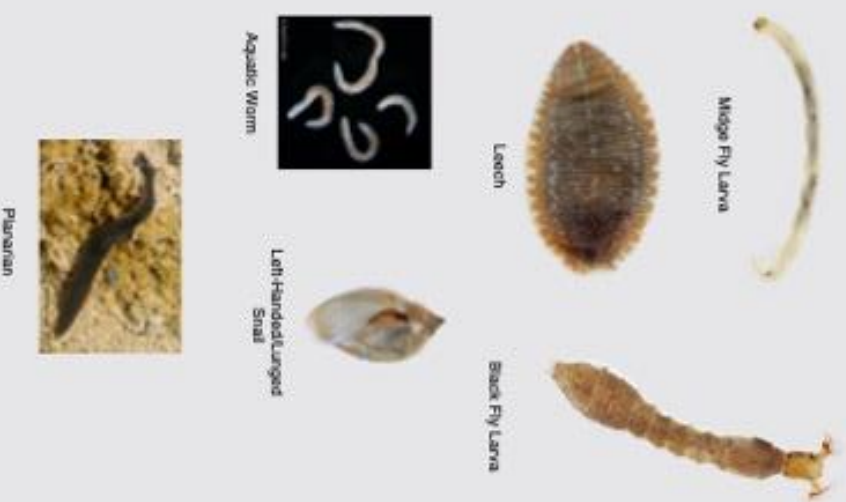 Midge Fly Larva
Leech
Black Fly Larva
Aquatic Worm
Left-Handed/Lunged
Snail
Planarian